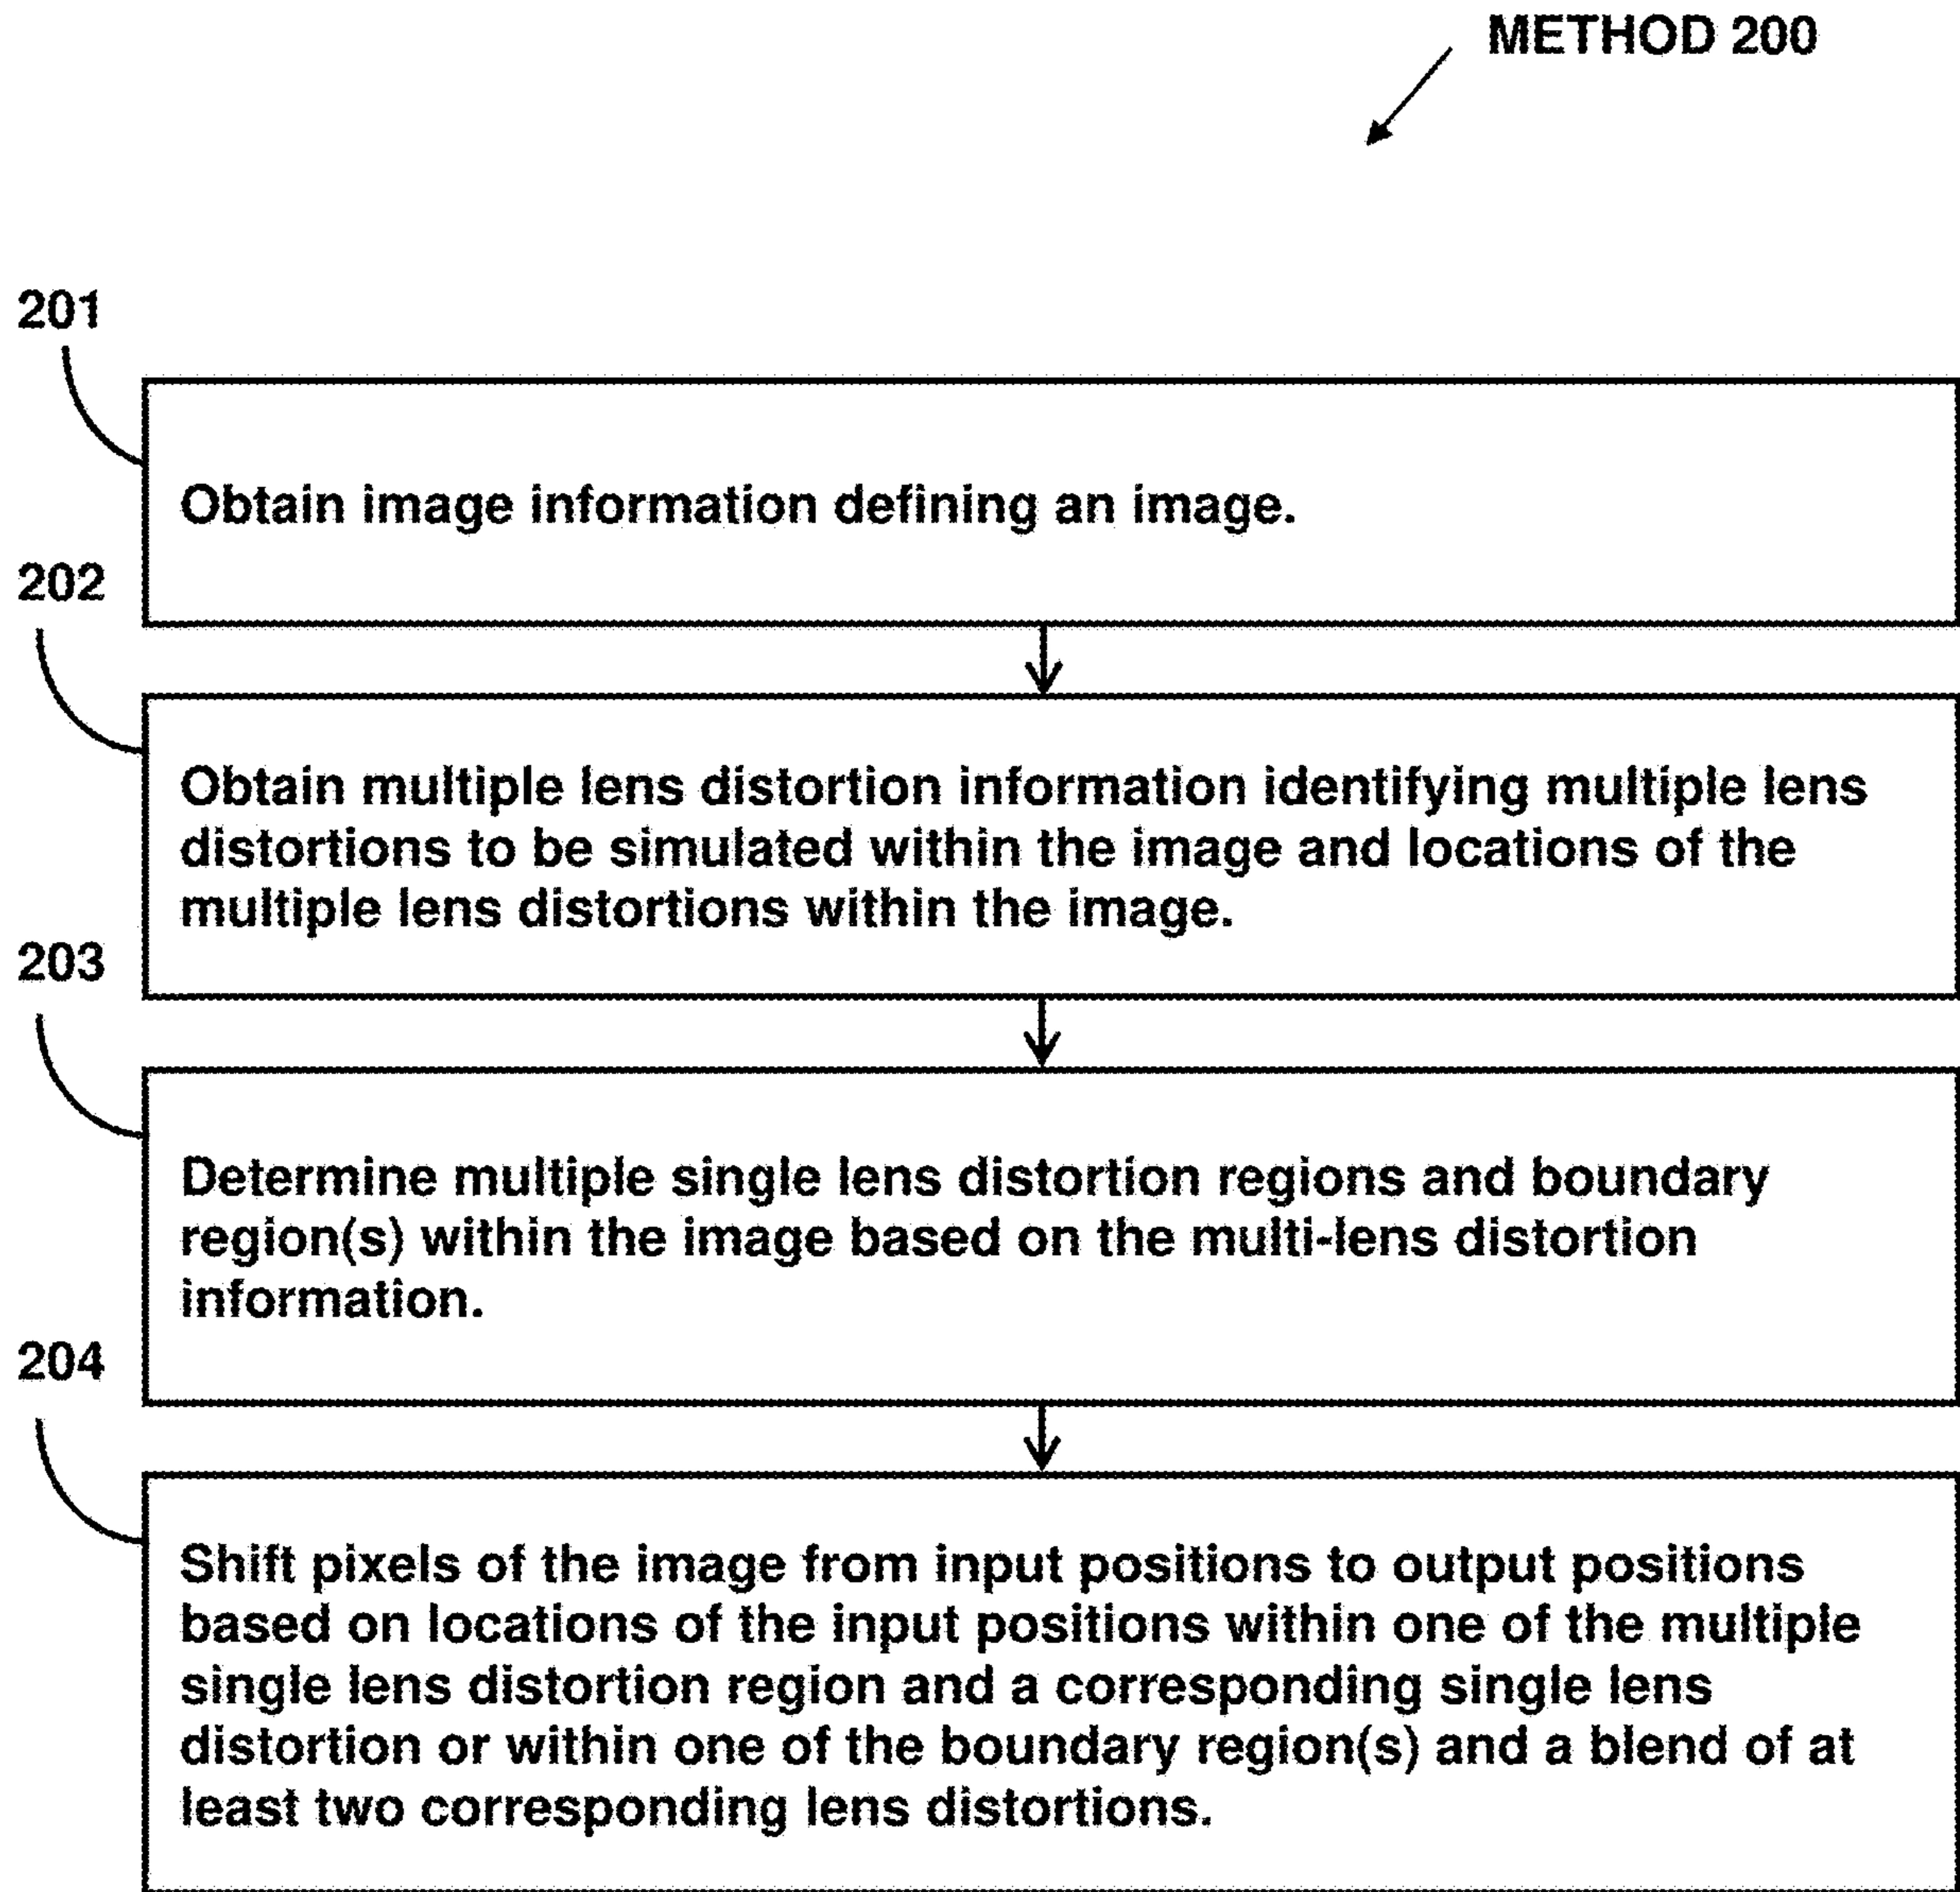 METHOD 200
201
Obtain image information defining an image.
202
Obtain multiple lens distortion information identifying multiple lens
distortions to be simulated within the image and locations of the
multiple lens distortions within the image.
203
Determine multiple single lens distortion regions and boundary
region(s) within the image based on the multi-lens distortion
information.
204
Shift pixels of the image from input positions to output positions
based on locations of the input positions within one of the multiple
single lens distortion region and a corresponding single lens
distortion or within one of the boundary region(s) and a blend of at
least two corresponding lens distortions.